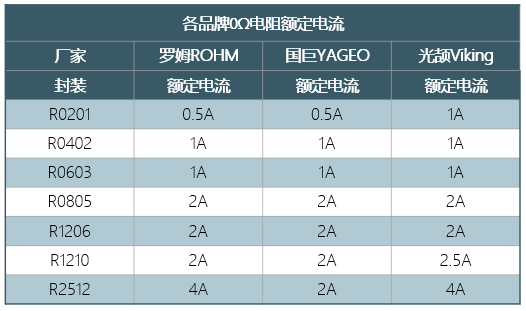 各品牌0Ω电阻额定电流
厂家 罗姆ROHM 国巨YAGEO 光颉Viking
封装 额定电流 额定电流 额定电流
R0201 0.5A 0.5A 1A
R0402 1A 1A 1A
R0603 1A 1A 1A
R0805 2A 2A 2A
R1206 2A 2A 2A
R1210 2A 2A 2.5A
R2512 4A 2A 4A